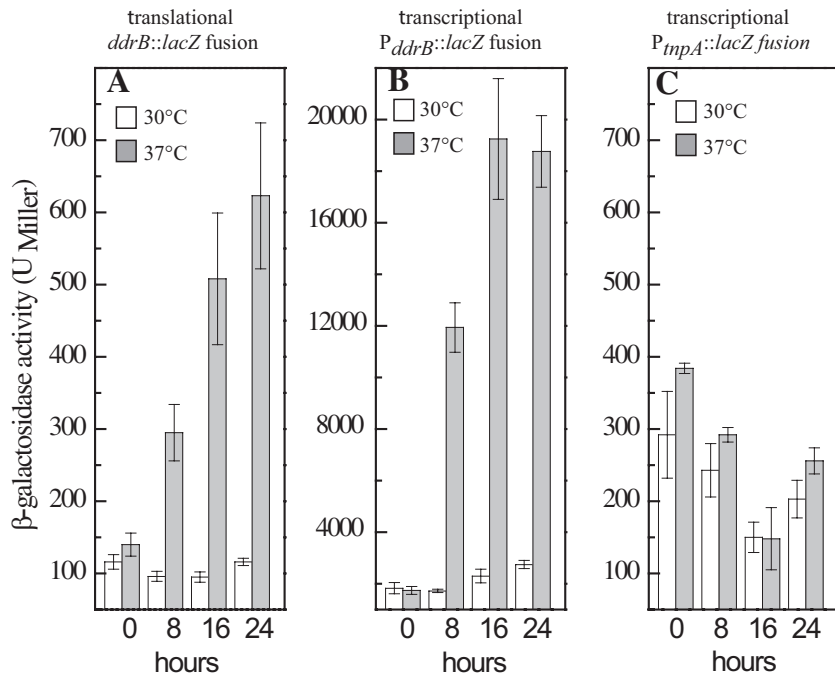 translational
ddrB::lacZ fusion
transcriptional
PddrB::lacZ fusion
transcriptional
PtnpA::lacZ fusion
β-galactosidase activity (U Miller)
A
30°C
37°C
700
600
500
400
300
200
100
0 8 16 24
hours
B
30°C
37°C
20000
16000
12000
8000
4000
0 8 16 24
hours
C
30°C
37°C
700
600
500
400
300
200
100
0 8 16 24
hours